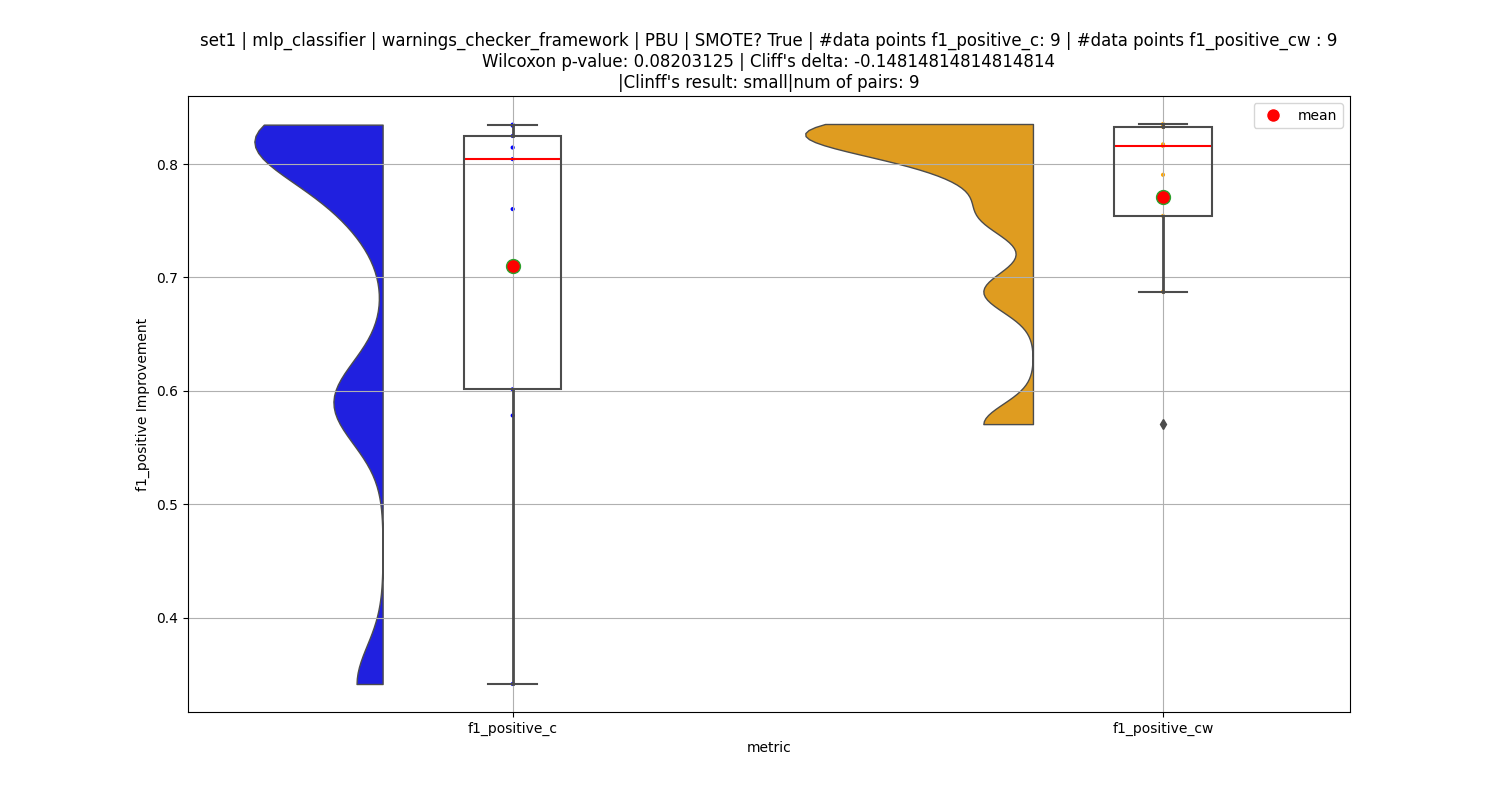 set1 | mlp_classifier | warnings_checker_framework | PBU | SMOTE? True | #data points f1_positive_c: 9 | #data points f1_positive_cw : 9
Wilcoxon p-value: 0.08203125 | Cliff's delta: -0.14814814814814814
|Clinff's result: small|num of pairs: 9
mean
0.8
0.7
0.6
0.5
0.4
f1_positive Improvement
f1_positive_c
f1_positive_cw
metric